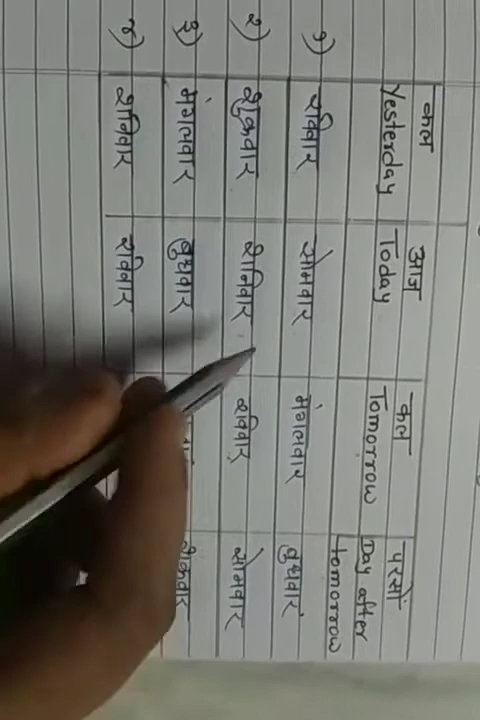 कल आज कल परसों
Yesterday Today Tomorrow Day after tomorrow
१) रविवार सोमवार मंगलवार बुधवार
२) शुक्रवार शनिवार रविवार सोमवार
३) मंगलवार बुधवार
४) शनिवार रविवार